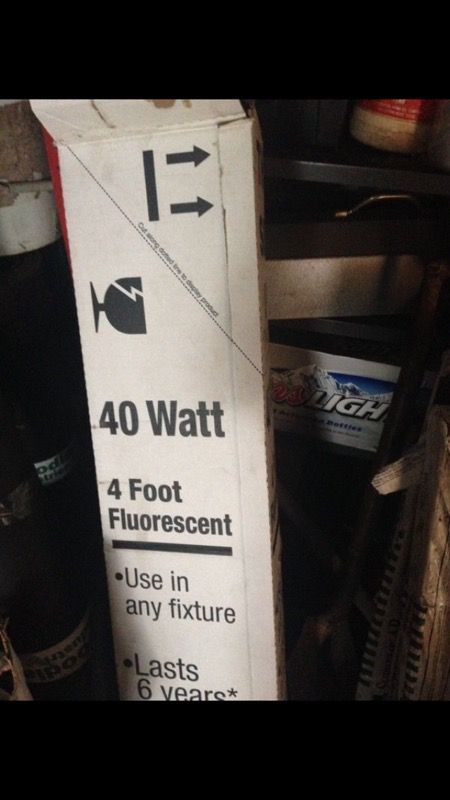 Cut along dotted line to display product
40 Watt
4 Foot
Fluorescent
•Use in
any fixture
•Lasts
6 years*
LIGH
Bottles